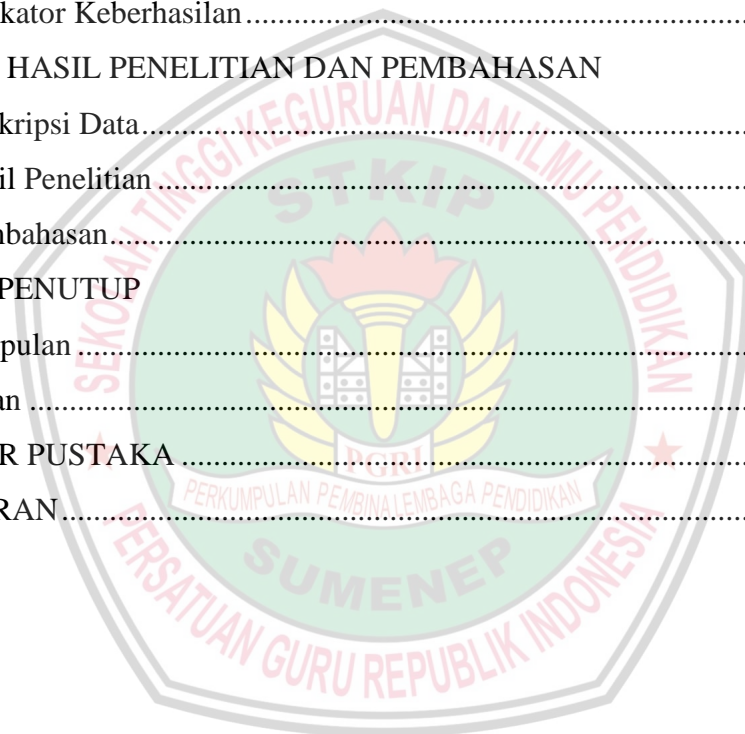 kator Keberhasilan................................................................
HASIL PENELITIAN DAN PEMBAHASAN
kripsi Data................................................................
il Penelitian ................................................................
nbahasan................................................................
PENUTUP
pulan ................................................................
an ................................................................
R PUSTAKA ................................................................
RAN................................................................
SEKOLAH TINGGI KEGURUAN DAN ILMU PENDIDIKAN
STKIP
PGRI
PERKUMPULAN PEMBINA LEMBAGA PENDIDIKAN
SUMENEP
PERSATUAN GURU REPUBLIK INDONESIA